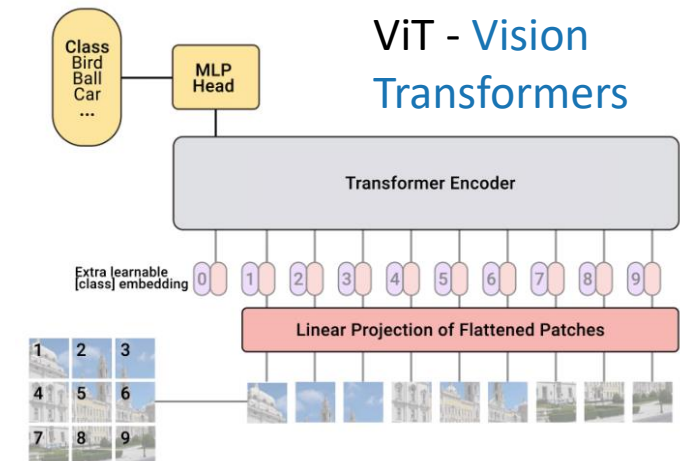 ViT - Vision
Transformers
Class
Bird
Ball
Car
...
MLP
Head
Transformer Encoder
Extra learnable
[class] embedding
0 1 2 3 4 5 6 7 8 9
Linear Projection of Flattened Patches
1 2 3
4 5 6
7 8 9